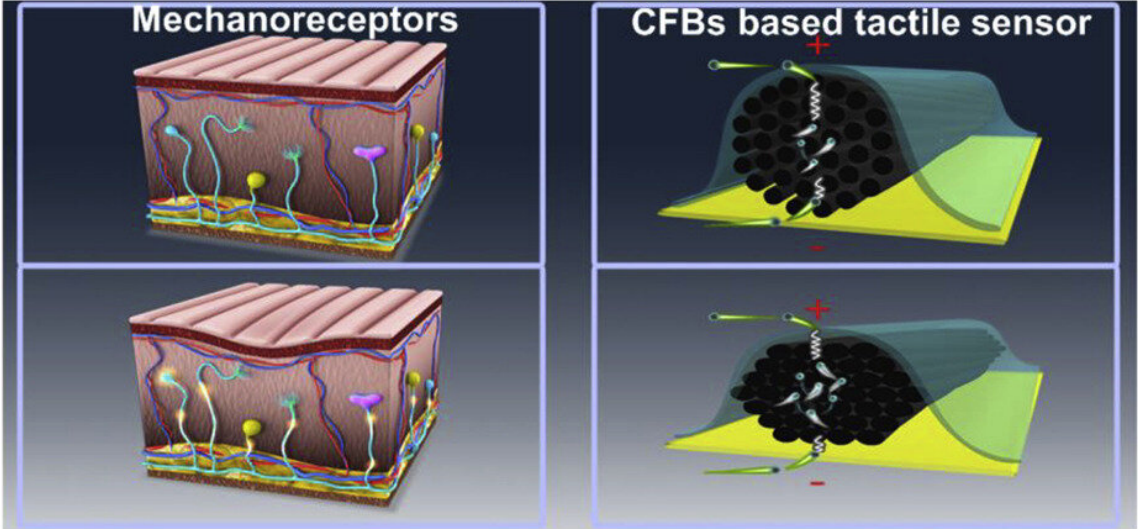 Mechanoreceptors
CFBs based tactile sensor
+
-
+
-